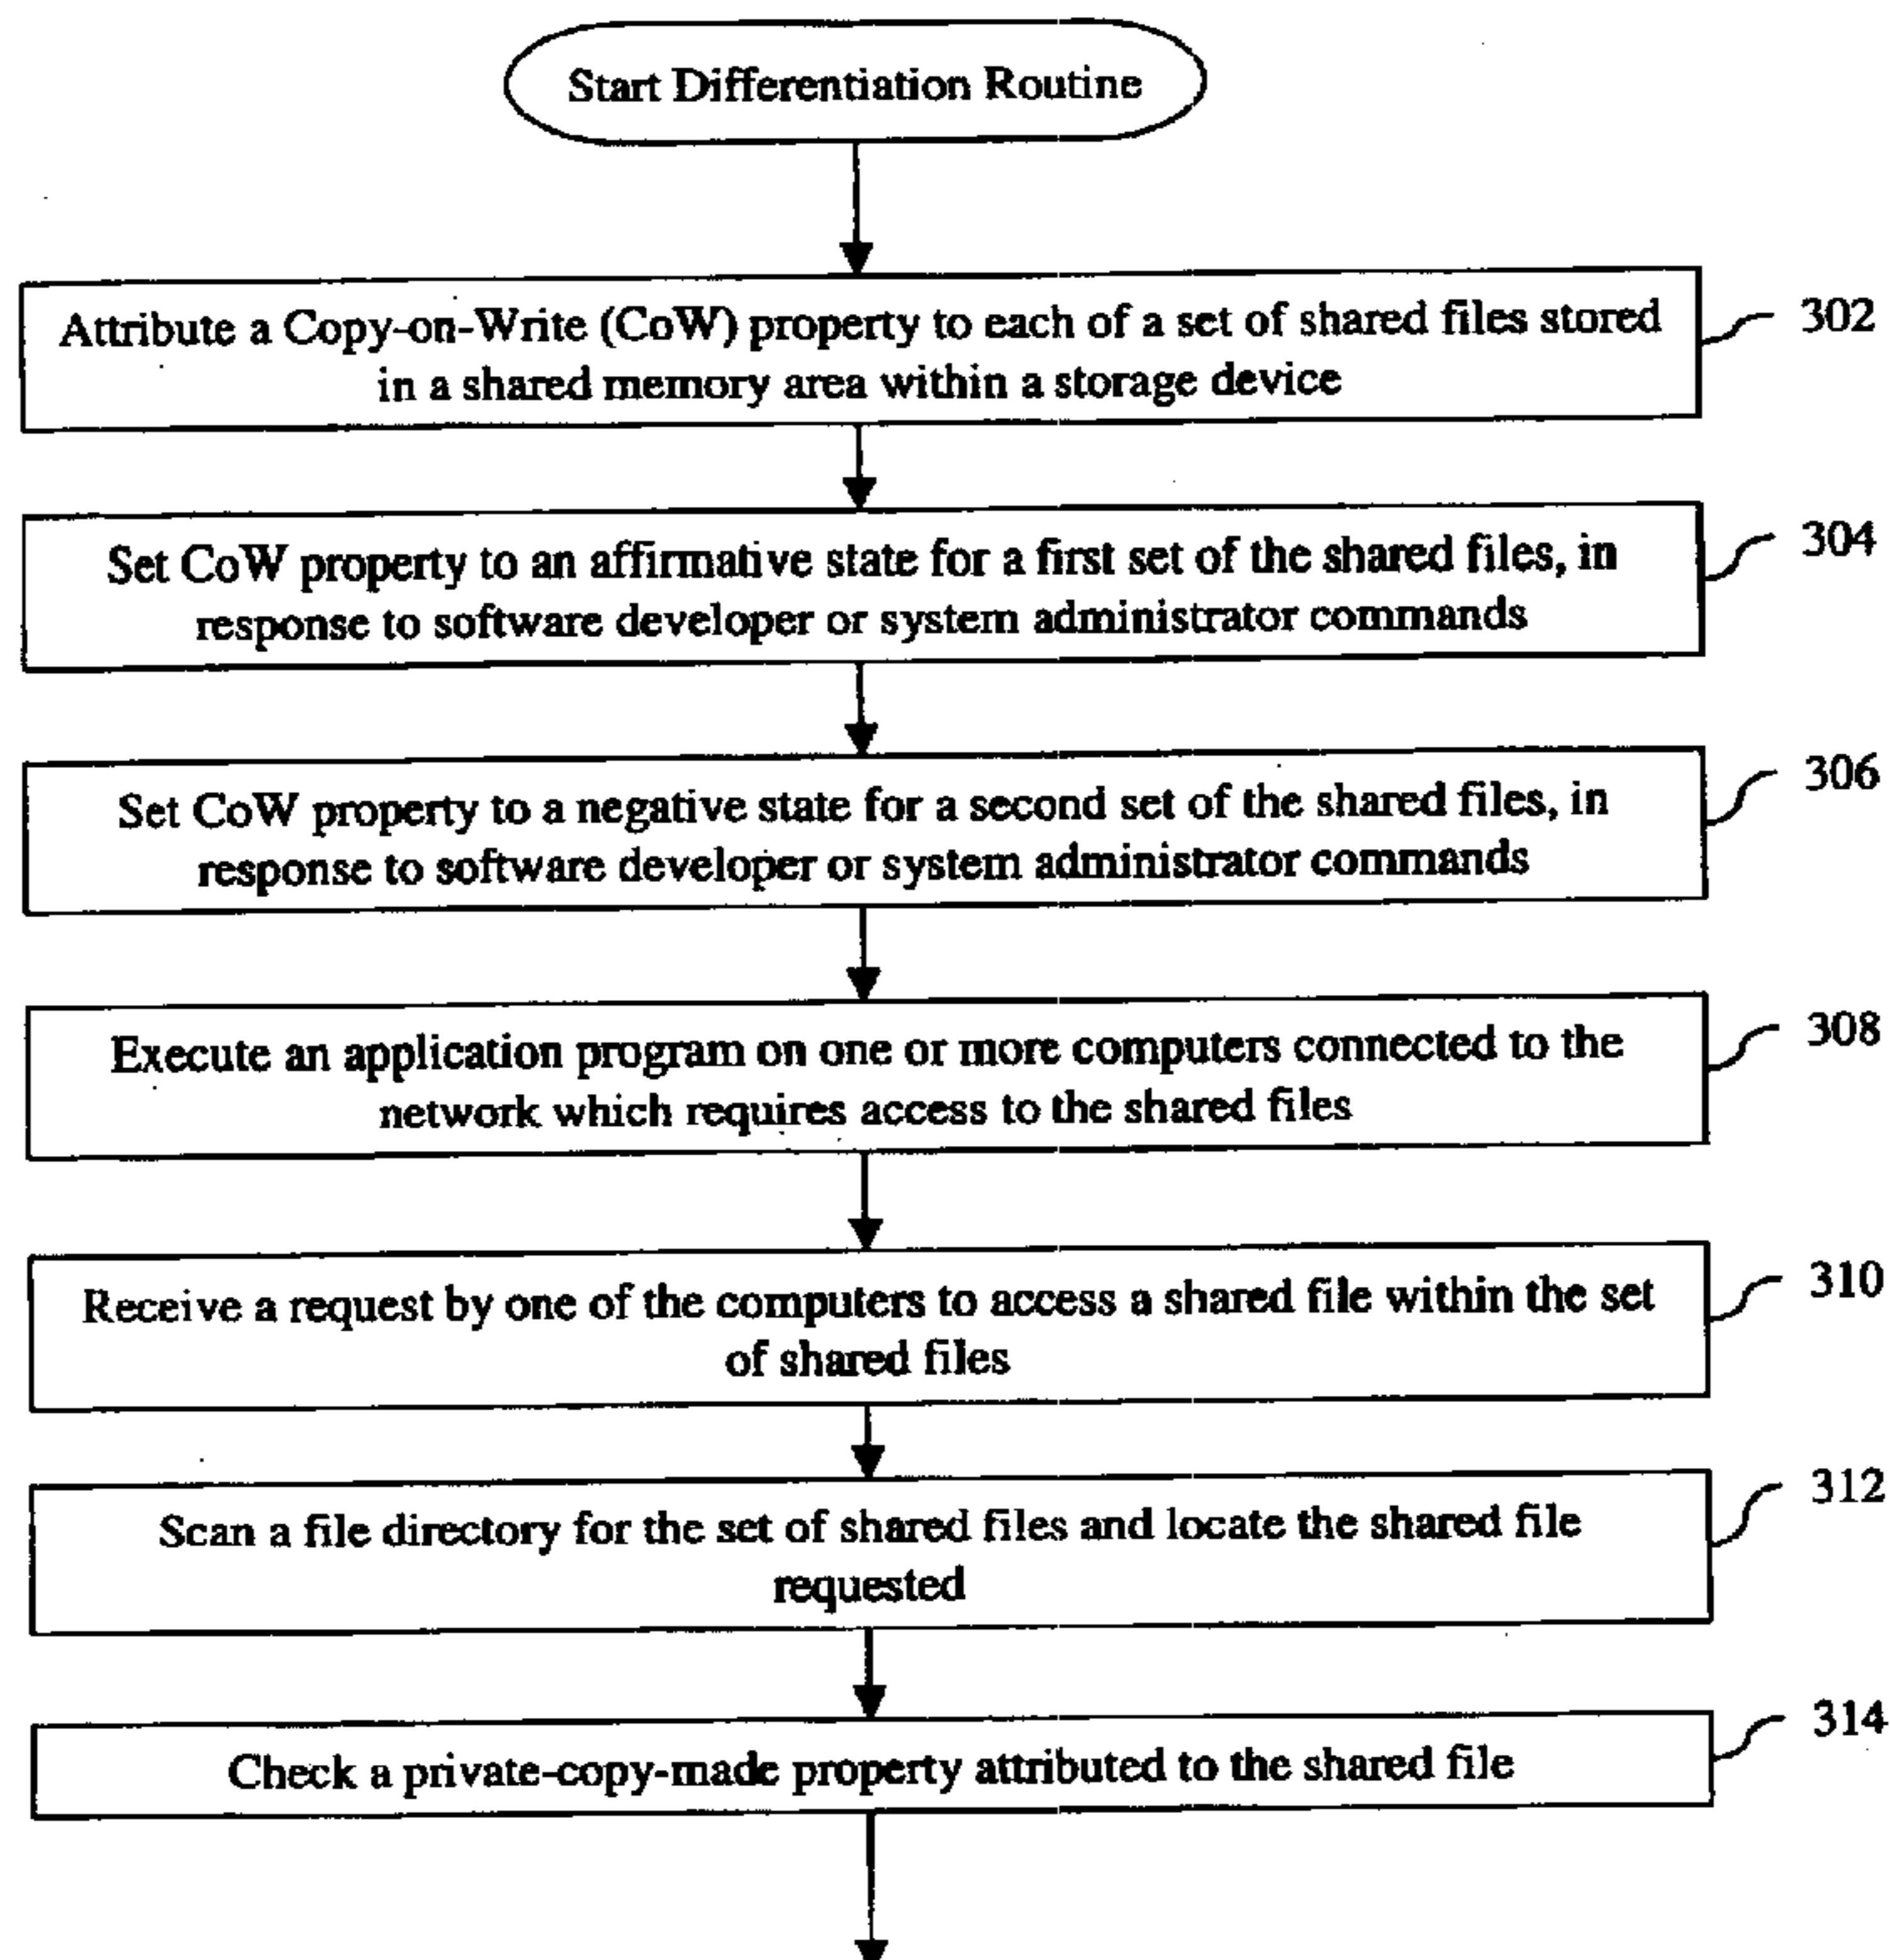 Start Differentiation Routine
Attribute a Copy-on-Write (CoW) property to each of a set of shared files stored
in a shared memory area within a storage device
302
Set CoW property to an affirmative state for a first set of the shared files, in
response to software developer or system administrator commands
304
Set CoW property to a negative state for a second set of the shared files, in
response to software developer or system administrator commands
306
Execute an application program on one or more computers connected to the
network which requires access to the shared files
308
Receive a request by one of the computers to access a shared file within the set
of shared files
310
Scan a file directory for the set of shared files and locate the shared file
requested
312
Check a private-copy-made property attributed to the shared file
314